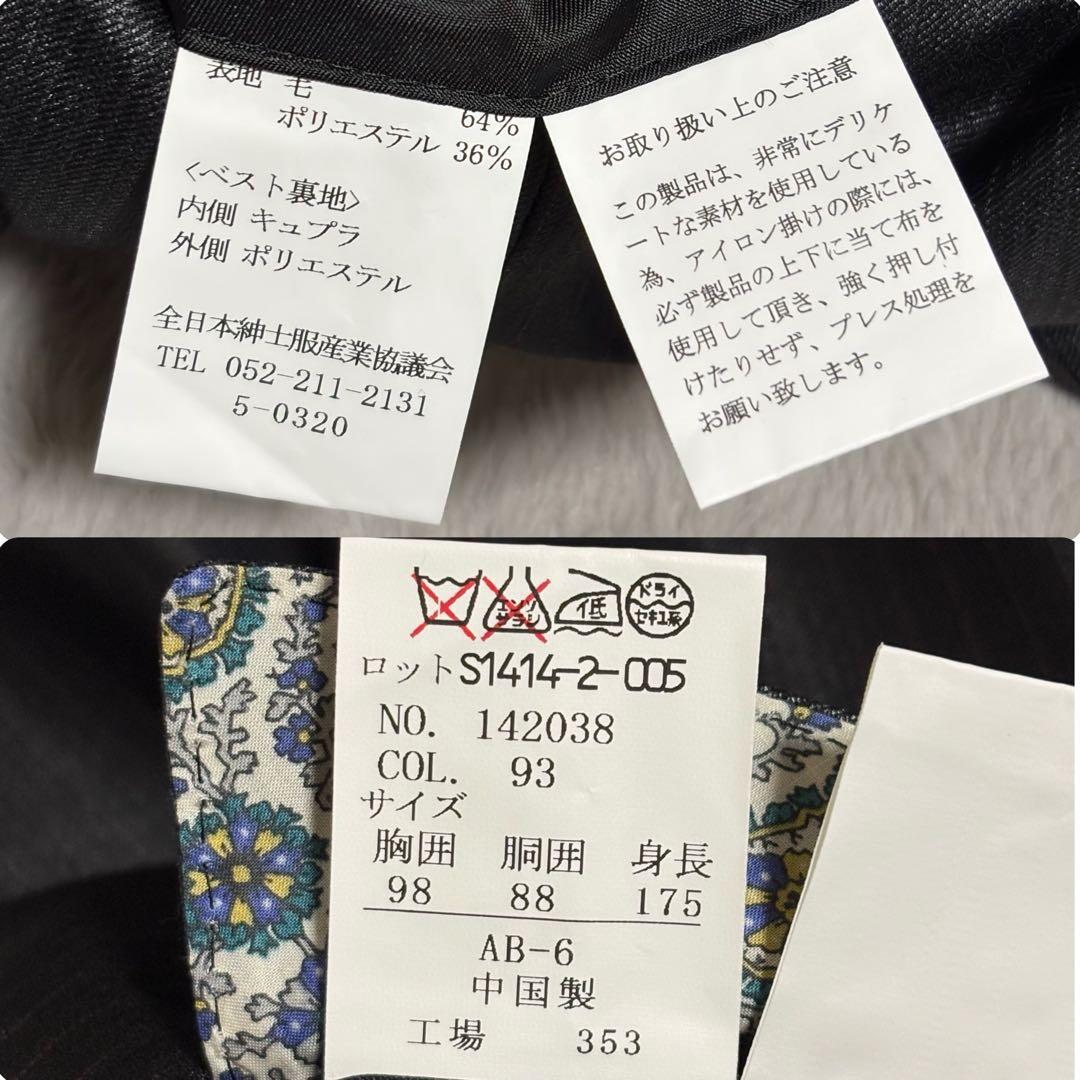 表地 毛 64%
ポリエステル 36%
〈ベスト裏地〉
内側 キュプラ
外側 ポリエステル
全日本紳士服産業協議会
TEL 052-211-2131
5-0320
お取り扱い上のご注意
この製品は、非常にデリケ
ートな素材を使用している
為、アイロン掛けの際には、
必ず製品の上下に当て布を
使用して頂き、強く押し付
けたりせず、プレス処理を
お願い致します。
エンソ
サラシ
低
ドライ
セキユ系
ロットS1414-2-005
NO. 142038
COL. 93
サイズ
胸囲 胴囲 身長
98 88 175
AB-6
中国製
工場 353